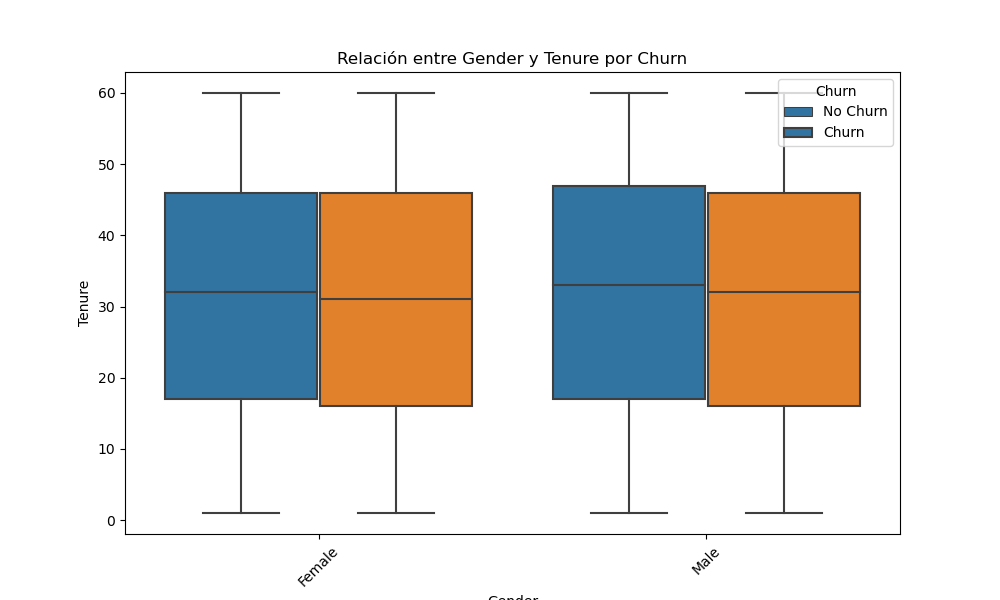 Relación entre Gender y Tenure por Churn
Churn
No Churn
Churn
60
50
40
30
20
10
0
Tenure
Female
Male
Gender